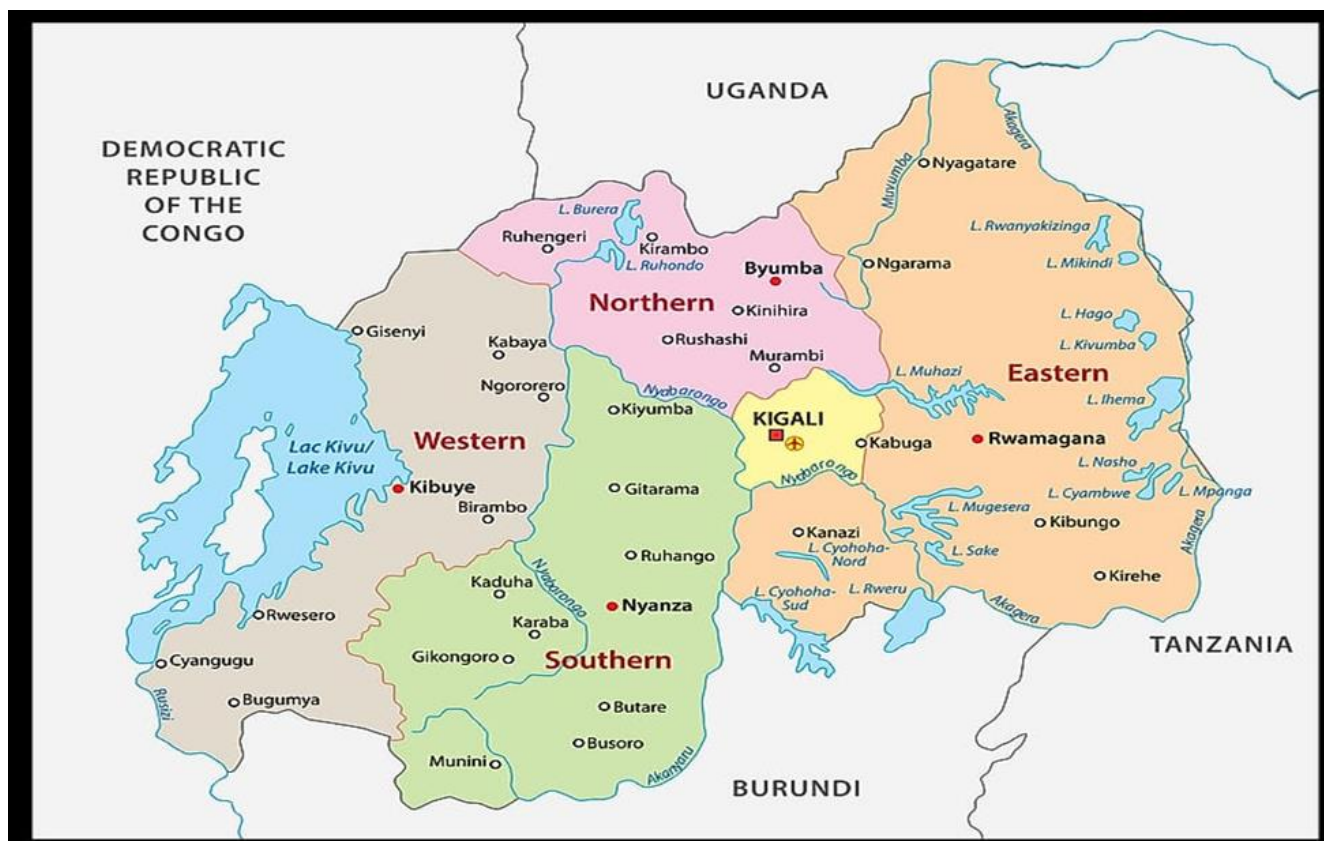 UGANDA
DEMOCRATIC
REPUBLIC
OF THE
CONGO
Akagera
Muvumba
Nyagatare
L. Burera
Ruhengeri
Kirambo
L. Ruhondo
Byumba
Ngarama
L. Rwanyakizinga
L. Mikindi
Northern
Kinihira
Rushashi
Murambi
L. Hago
L. Kivumba
Gisenyi
Kabaya
Ngororero
Nyabarongo
L. Muhazi
Eastern
L. Ihema
Kiyumba
KIGALI
Kabuga
Rwamagana
Western
Lac Kivu/
Lake Kivu
Kibuye
Birambo
Gitarama
Nyabarongo
L. Nasho
L. Cyambwe
L. Mpanga
L. Mugesera
Kibungo
Akagera
Kanazi
L. Cyohoha-
Nord
L. Sake
Ruhango
Nyabarongo
Kaduha
Nyanza
L. Cyohoha-
Sud
L. Rweru
Kirehe
Akagera
Rwesero
Karaba
Gikongoro
Southern
TANZANIA
Cyangugu
Rusizi
Bugumya
Butare
Busoro
Munini
Akanyaru
BURUNDI